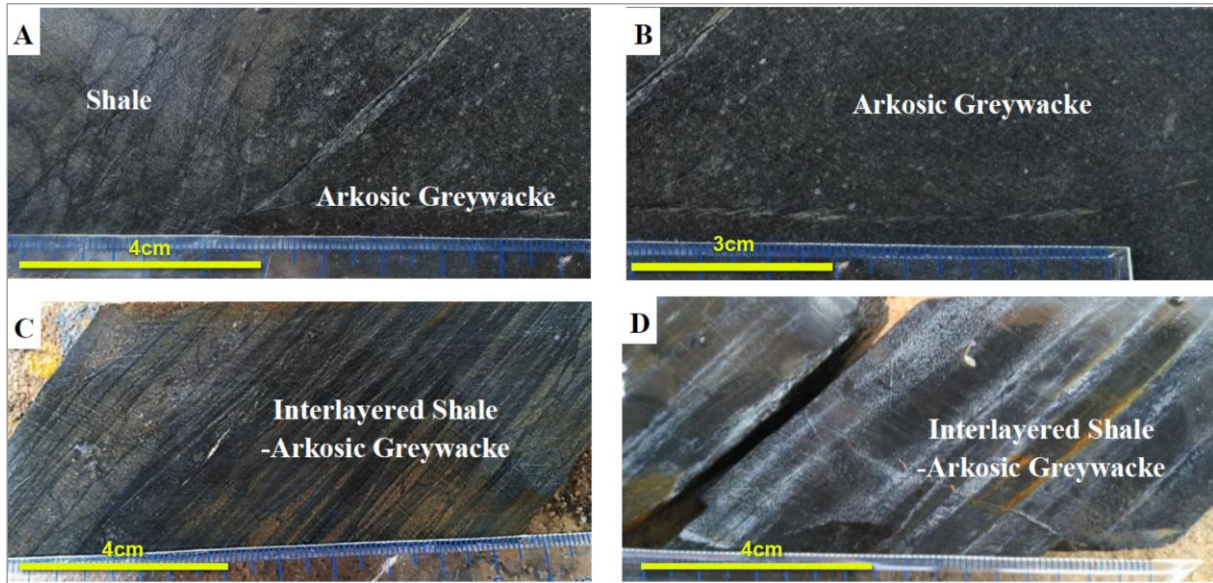 A
Shale
Arkosic Greywacke
4cm
B
Arkosic Greywacke
3cm
C
Interlayered Shale
-Arkosic Greywacke
4cm
D
Interlayered Shale
-Arkosic Greywacke
4cm